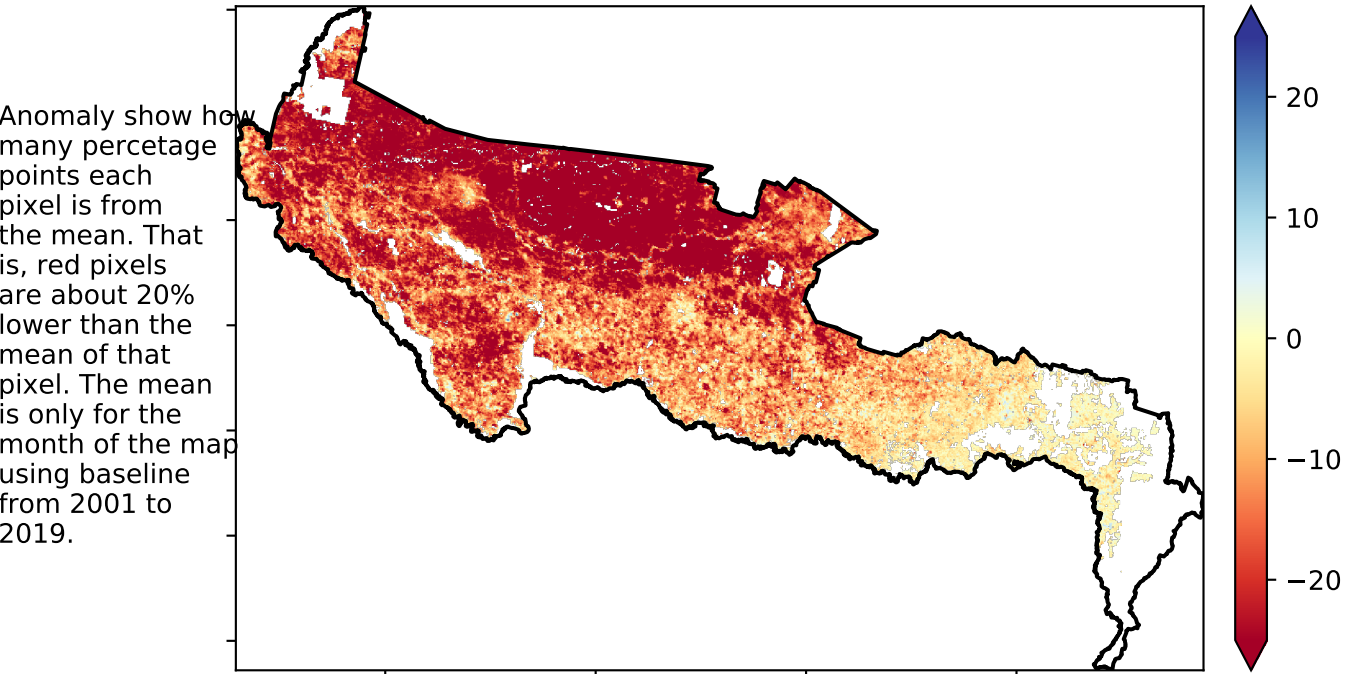 Anomaly show how
many percetage
points each
pixel is from
the mean. That
is, red pixels
are about 20%
lower than the
mean of that
pixel. The mean
is only for the
month of the map
using baseline
from 2001 to
2019.
20
10
0
−10
−20